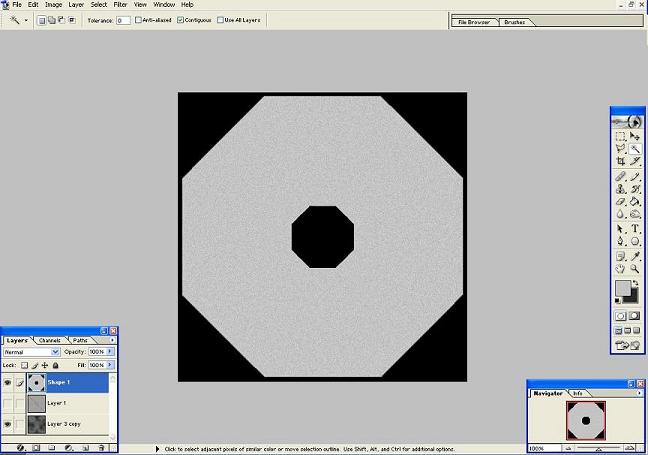 File Edit Image Layer Select Filter View Window Help
Tolerance: 0 Anti-aliased Contiguous Use All Layers
File Browser Brushes
Layers Channels Paths
Normal Opacity: 100%
Lock: Fill: 100%
Shape 1
Layer 1
Layer 3 copy
Navigator Info
100%
Click to select adjacent pixels of similar color or move selection outline. Use Shift, Alt, and Ctrl for additional options.